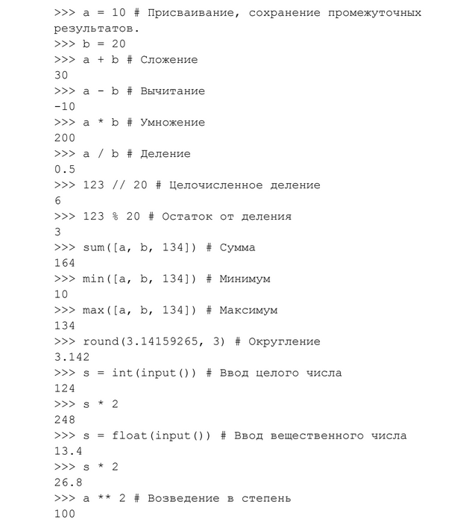 >>> a = 10 # Присваивание, сохранение промежуточных
результатов.
>>> b = 20
>>> a + b # Сложение
30
>>> a - b # Вычитание
-10
>>> a * b # Умножение
200
>>> a / b # Деление
0.5
>>> 123 // 20 # Целочисленное деление
6
>>> 123 % 20 # Остаток от деления
3
>>> sum([a, b, 134]) # Сумма
164
>>> min([a, b, 134]) # Минимум
10
>>> max([a, b, 134]) # Максимум
134
>>> round(3.14159265, 3) # Округление
3.142
>>> s = int(input()) # Ввод целого числа
124
>>> s * 2
248
>>> s = float(input()) # Ввод вещественного числа
13.4
>>> s * 2
26.8
>>> a ** 2 # Возведение в степень
100